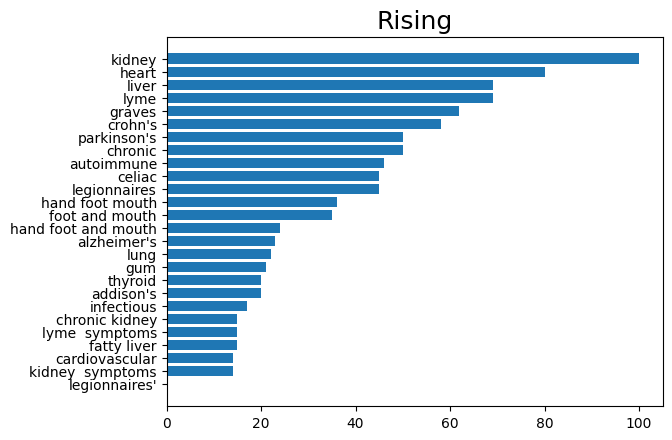 Rising
kidney
heart
liver
lyme
graves
crohn's
parkinson's
chronic
autoimmune
celiac
legionnaires
hand foot mouth
foot and mouth
hand foot and mouth
alzheimer's
lung
gum
thyroid
addison's
infectious
chronic kidney
lyme  symptoms
fatty liver
cardiovascular
kidney  symptoms
legionnaires'
0 20 40 60 80 100